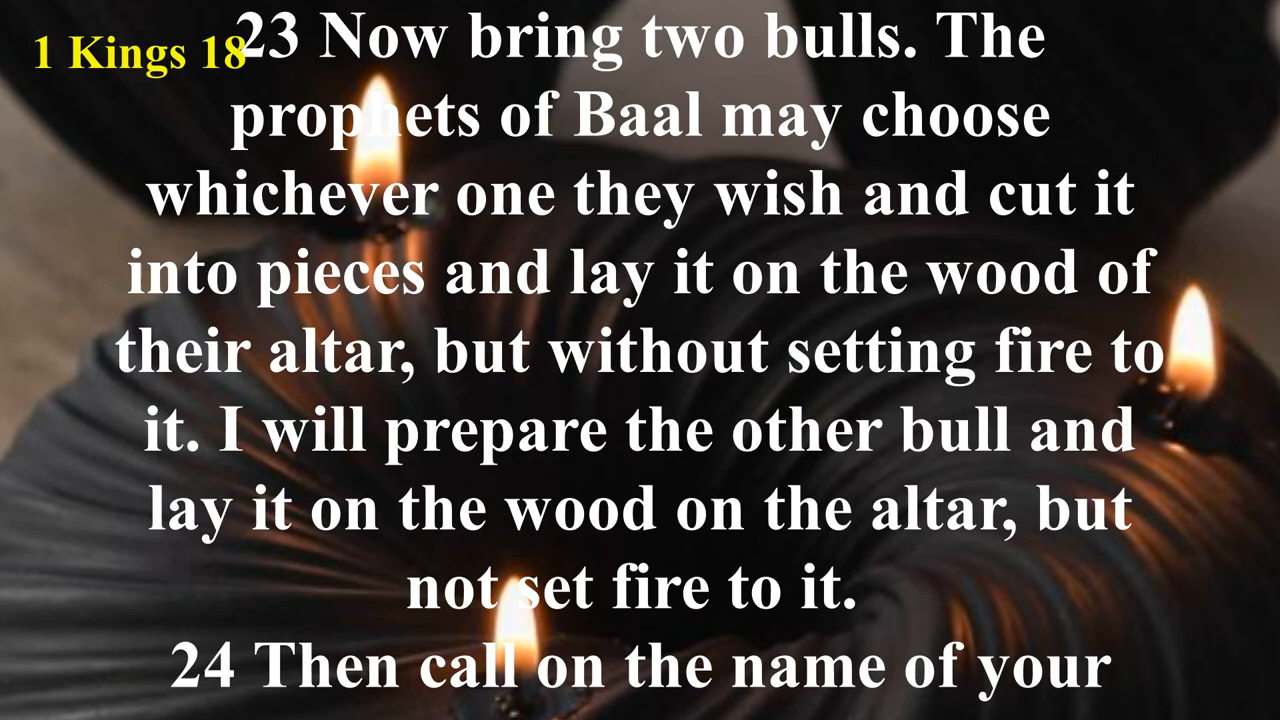 1 Kings 18
23 Now bring two bulls. The
prophets of Baal may choose
whichever one they wish and cut it
into pieces and lay it on the wood of
their altar, but without setting fire to
it. I will prepare the other bull and
lay it on the wood on the altar, but
not set fire to it.
24 Then call on the name of your